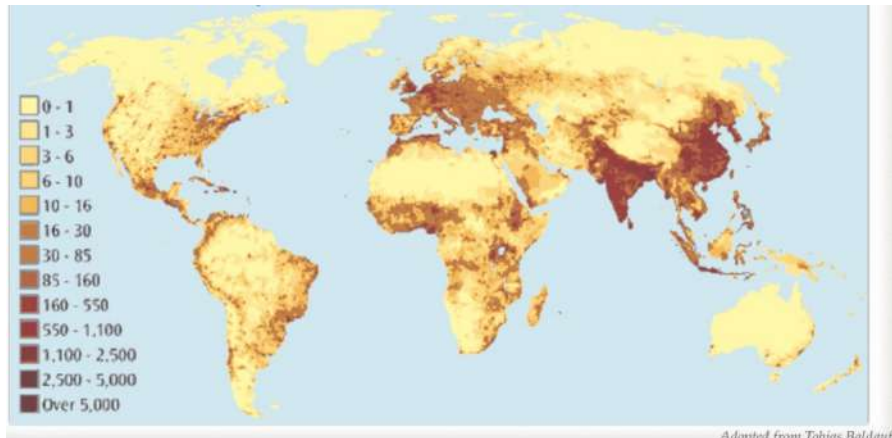 0 - 1
1 - 3
3 - 6
6 - 10
10 - 16
16 - 30
30 - 85
85 - 160
160 - 550
550 - 1,100
1,100 - 2,500
2,500 - 5,000
Over 5,000
Adapted from Tobias